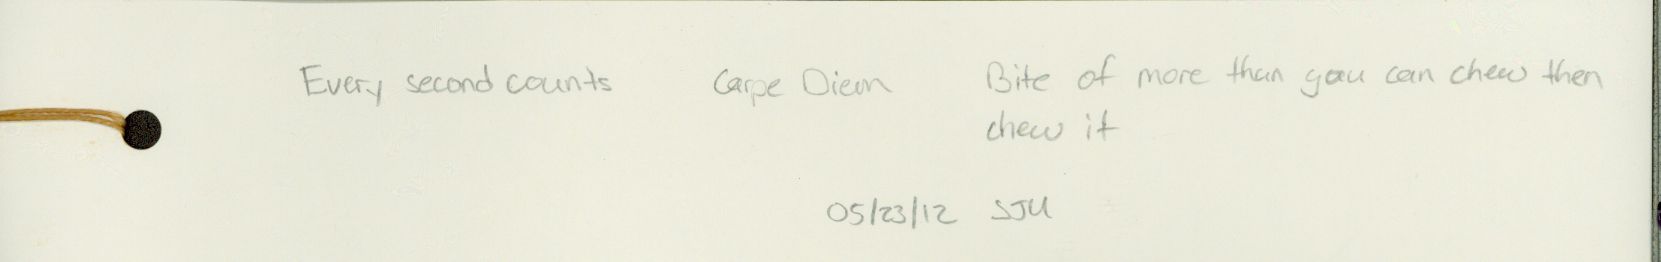 Every second counts Carpe Diem Bite of more than you can chew then
chew it
05/23/12 SJU